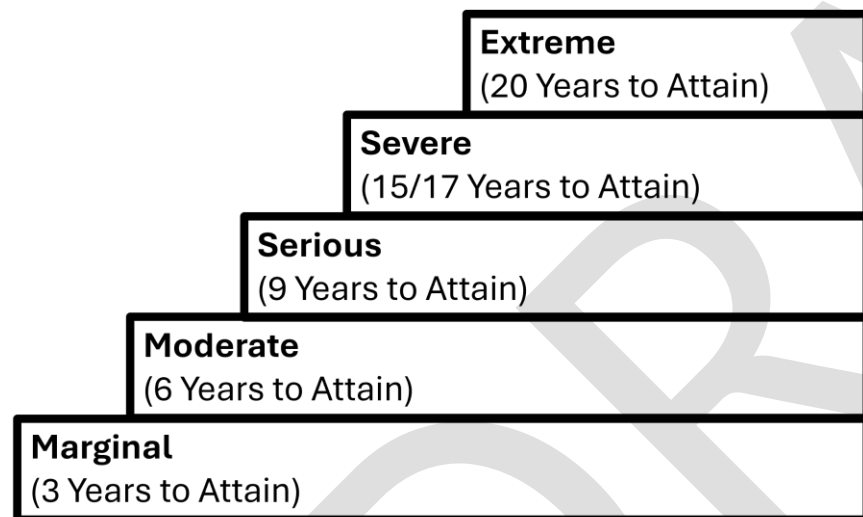 Extreme
(20 Years to Attain)
Severe
(15/17 Years to Attain)
Serious
(9 Years to Attain)
Moderate
(6 Years to Attain)
Marginal
(3 Years to Attain)